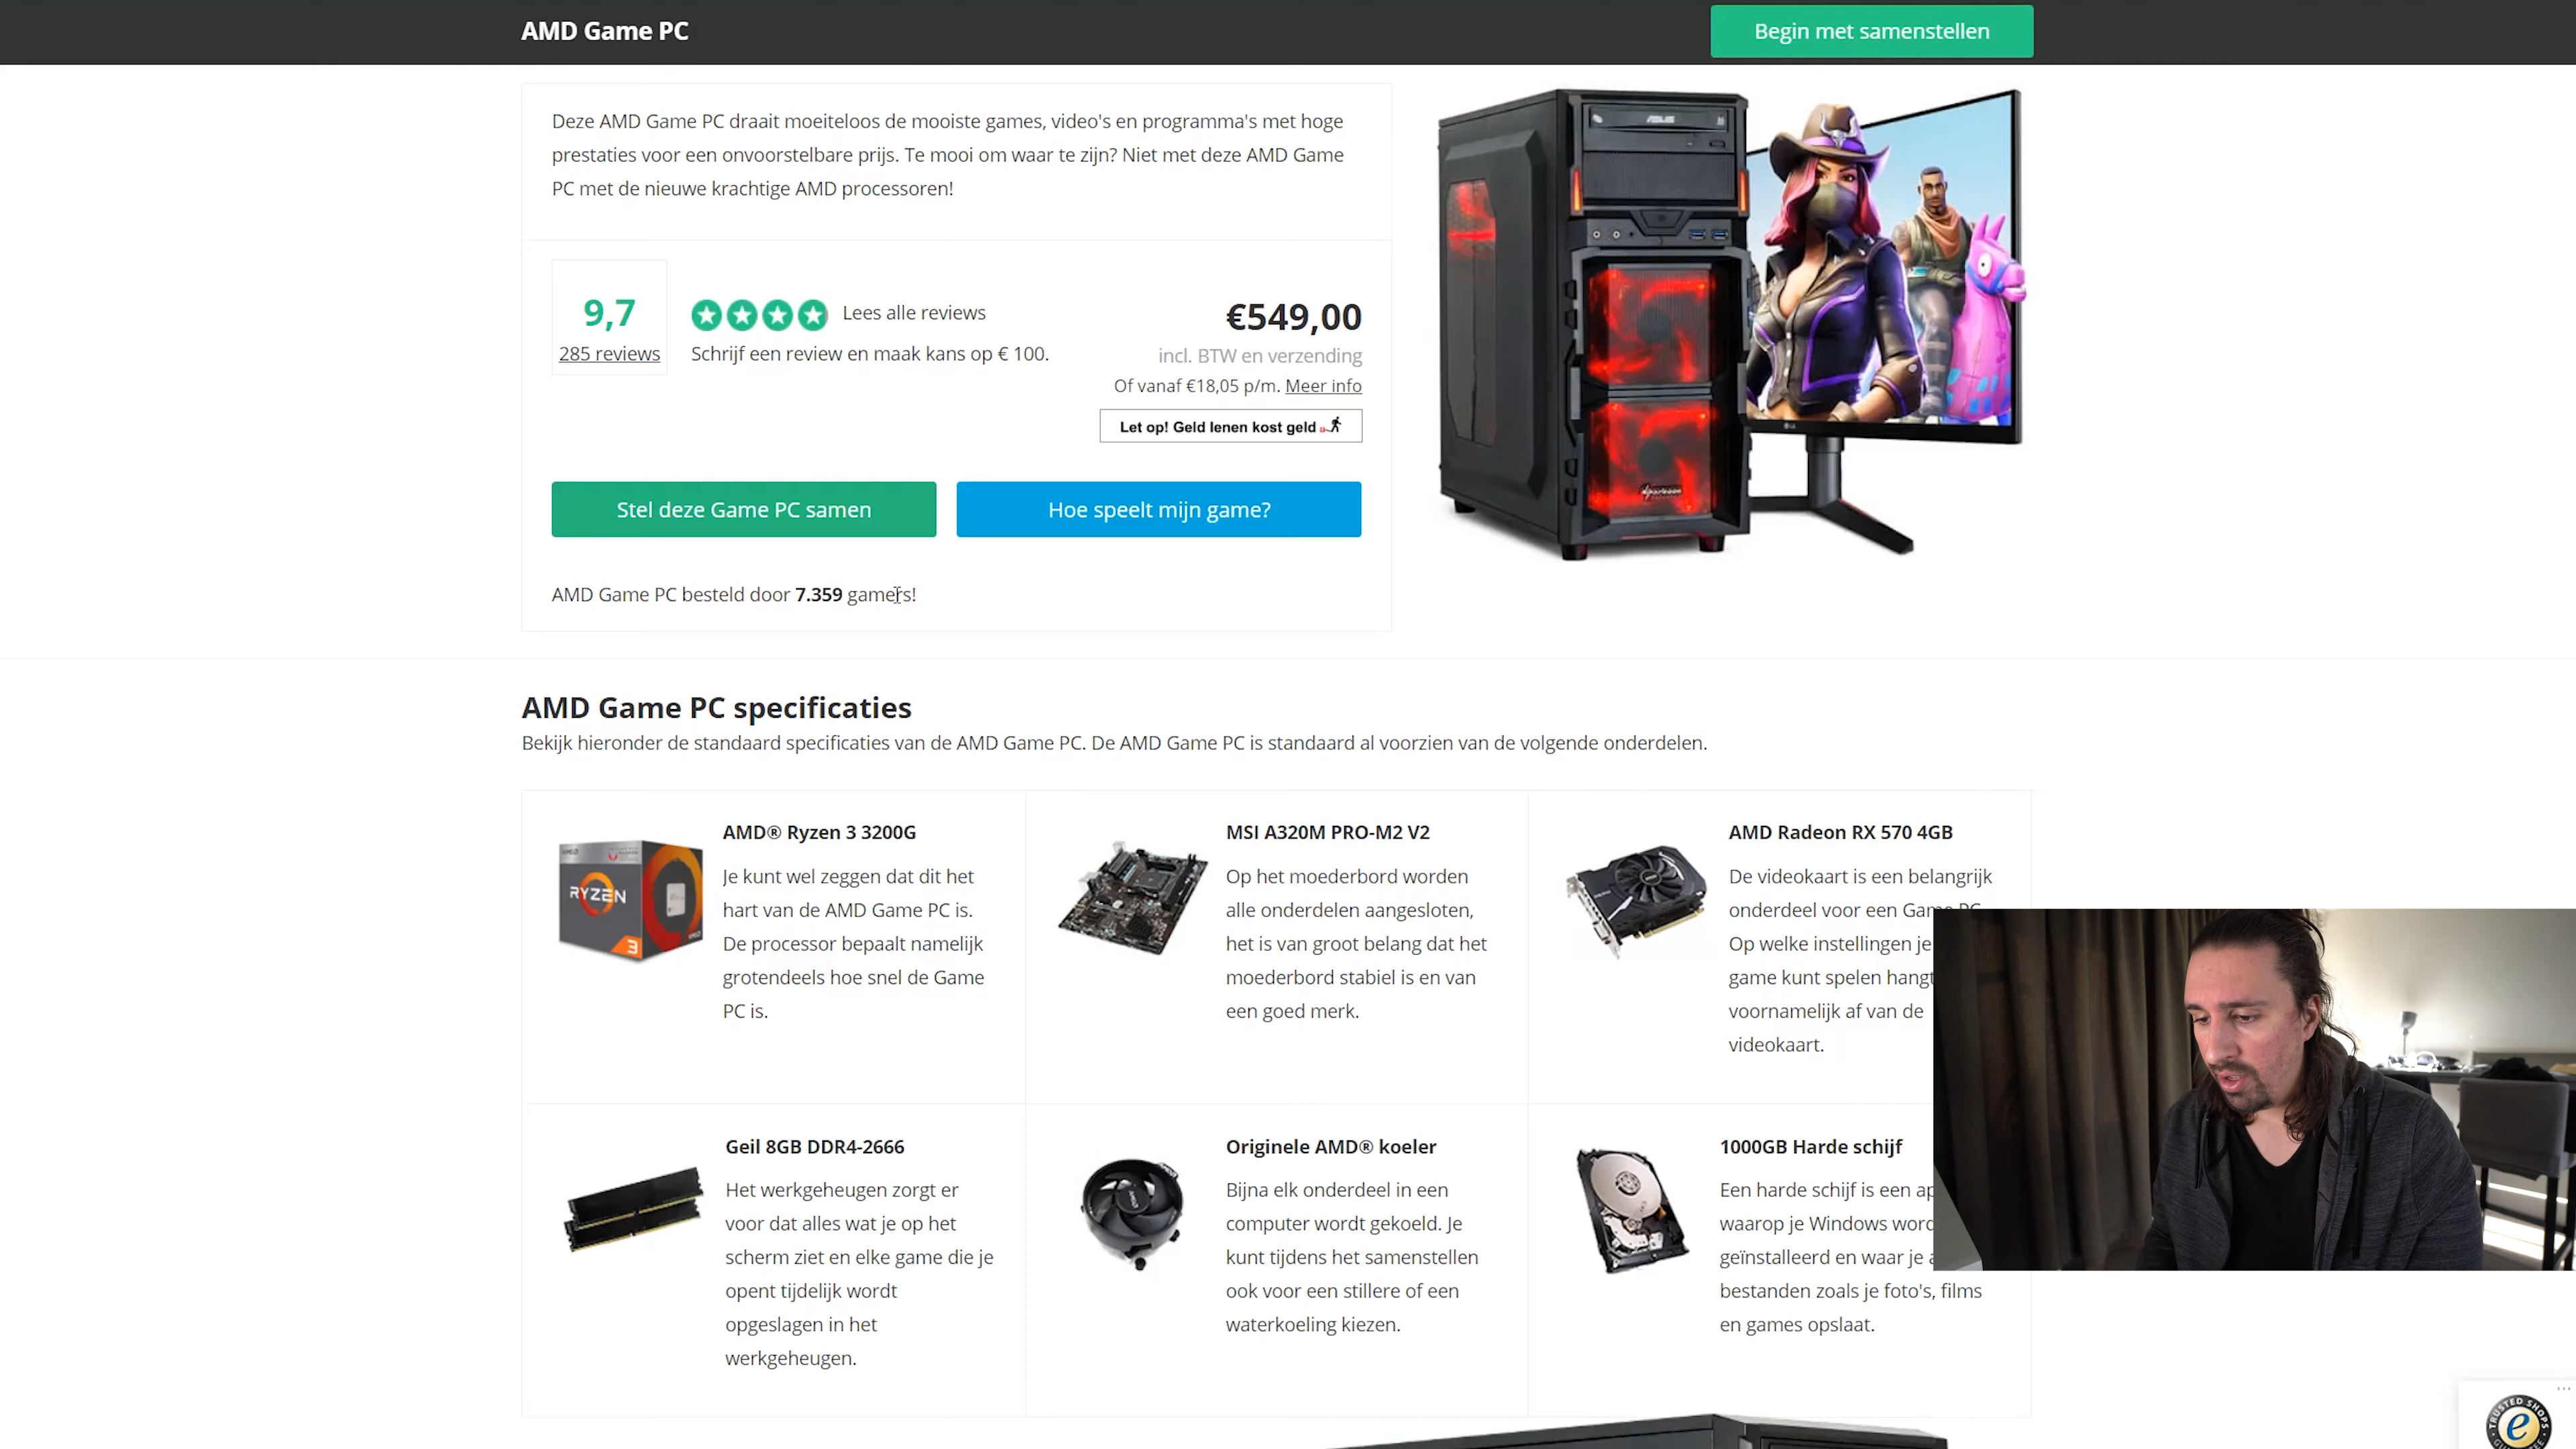 AMD Game PC
Begin met samenstellen
Deze AMD Game PC draait moeiteloos de mooiste games, video's en programma's met hoge
prestaties voor een onvoorstelbare prijs. Te mooi om waar te zijn? Niet met deze AMD Game
PC met de nieuwe krachtige AMD processoren!
ASUS
9,7
285 reviews
Lees alle reviews
Schrijf een review en maak kans op € 100.
€549,00
incl. BTW en verzending
Of vanaf €18,05 p/m. Meer info
Let op! Geld lenen kost geld
Stel deze Game PC samen
Hoe speelt mijn game?
AMD Game PC besteld door 7.359 gamers!
AMD Game PC specificaties
Bekijk hieronder de standaard specificaties van de AMD Game PC. De AMD Game PC is standaard al voorzien van de volgende onderdelen.
RYZEN
3
AMD® Ryzen 3 3200G
Je kunt wel zeggen dat dit het
hart van de AMD Game PC is.
De processor bepaalt namelijk
grotendeels hoe snel de Game
PC is.
MSI A320M PRO-M2 V2
Op het moederbord worden
alle onderdelen aangesloten,
het is van groot belang dat het
moederbord stabiel is en van
een goed merk.
AMD Radeon RX 570 4GB
De videokaart is een belangrijk
onderdeel voor een Game PC.
Op welke instellingen je
game kunt spelen hangt
voornamelijk af van de
videokaart.
Geil 8GB DDR4-2666
Het werkgeheugen zorgt er
voor dat alles wat je op het
scherm ziet en elke game die je
opent tijdelijk wordt
opgeslagen in het
werkgeheugen.
Originele AMD® koeler
Bijna elk onderdeel in een
computer wordt gekoeld. Je
kunt tijdens het samenstellen
ook voor een stillere of een
waterkoeling kiezen.
1000GB Harde schijf
Een harde schijf is een
waarop je Windows
geïnstalleerd en waar je
bestanden zoals je foto's, films
en games opslaat.
TRUSTED SHOPS
e